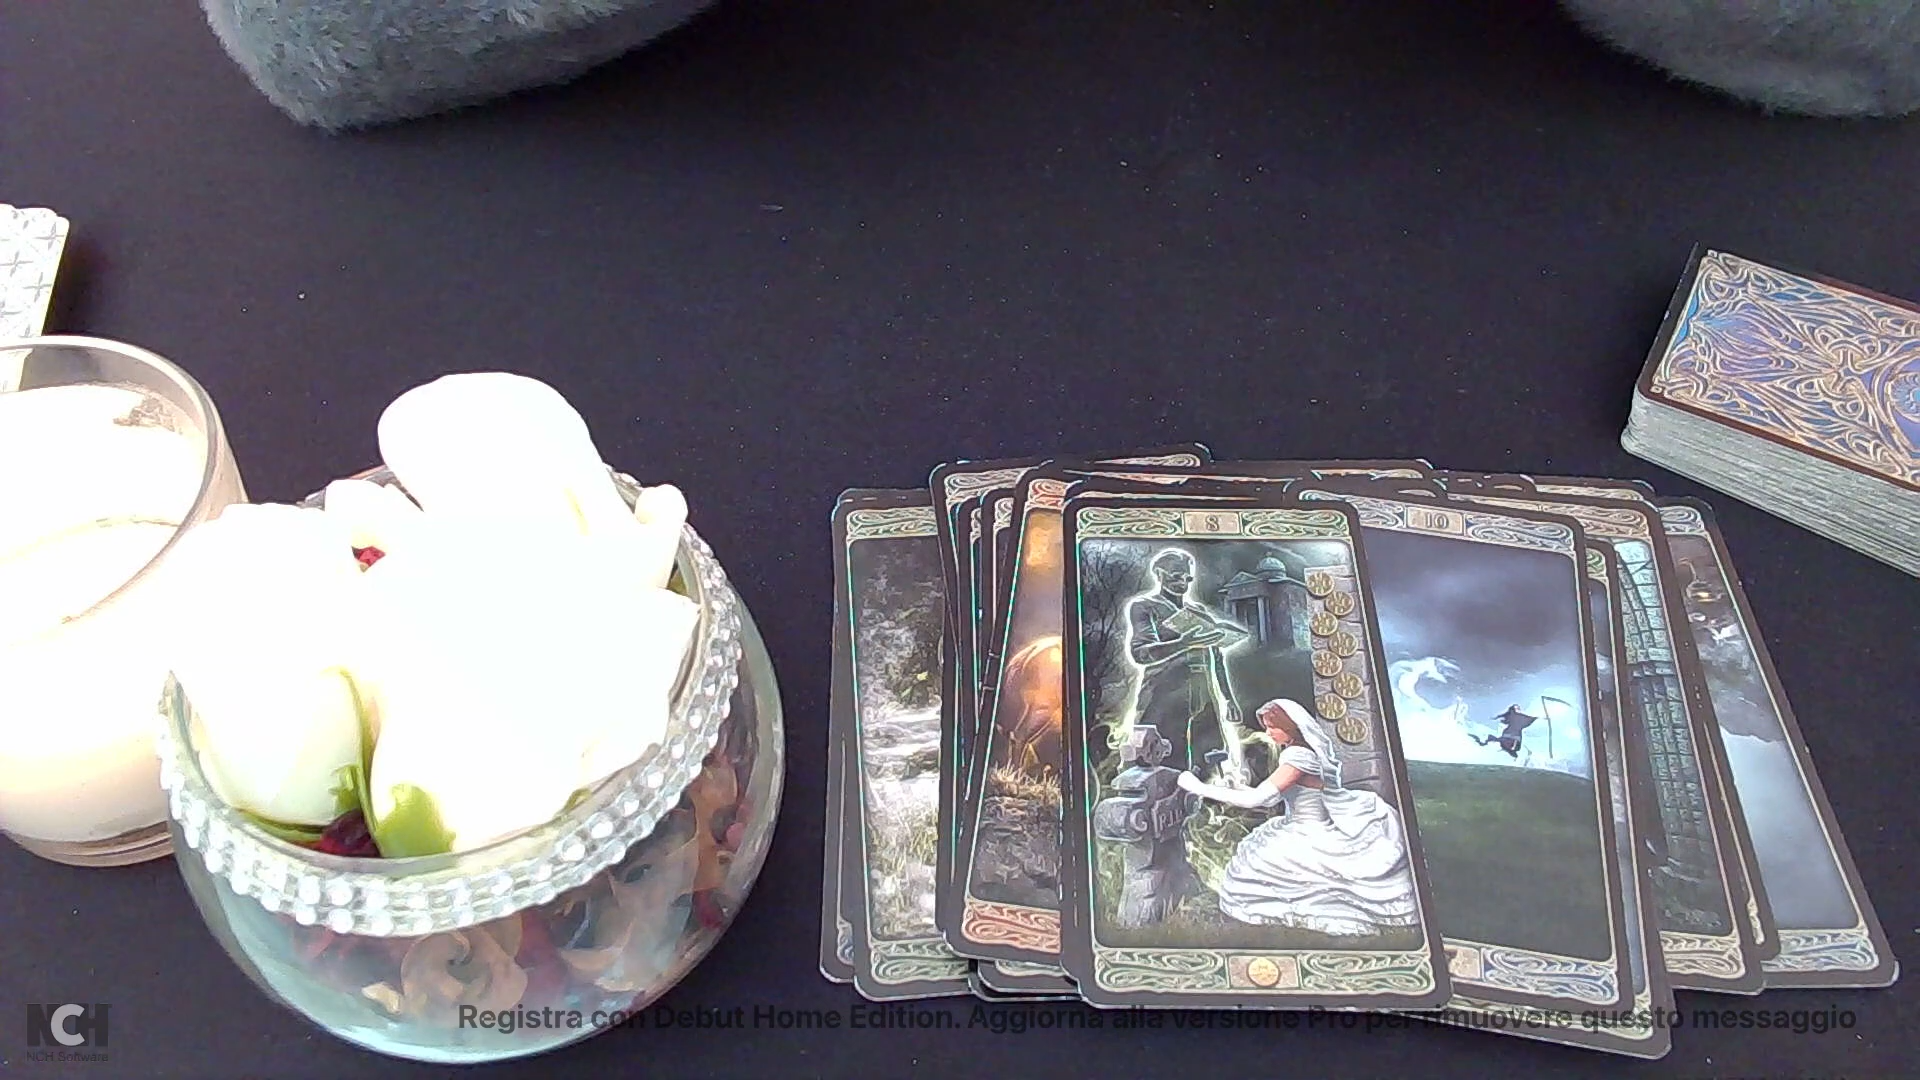 8
10
R.I.P
NCH
NCH Software
Registra con Debut Home Edition. Aggiorna alla versione Pro per rimuovere questo messaggio